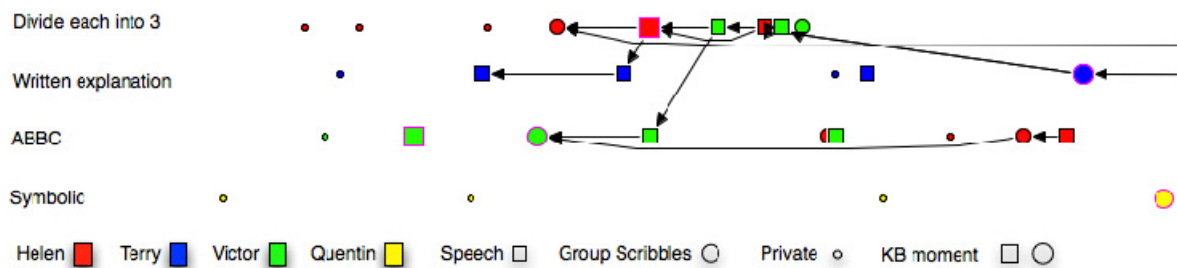 Divide each into 3
Written explanation
AEBC
Symbolic
Helen Terry Victor Quentin Speech Group Scribbles Private KB moment